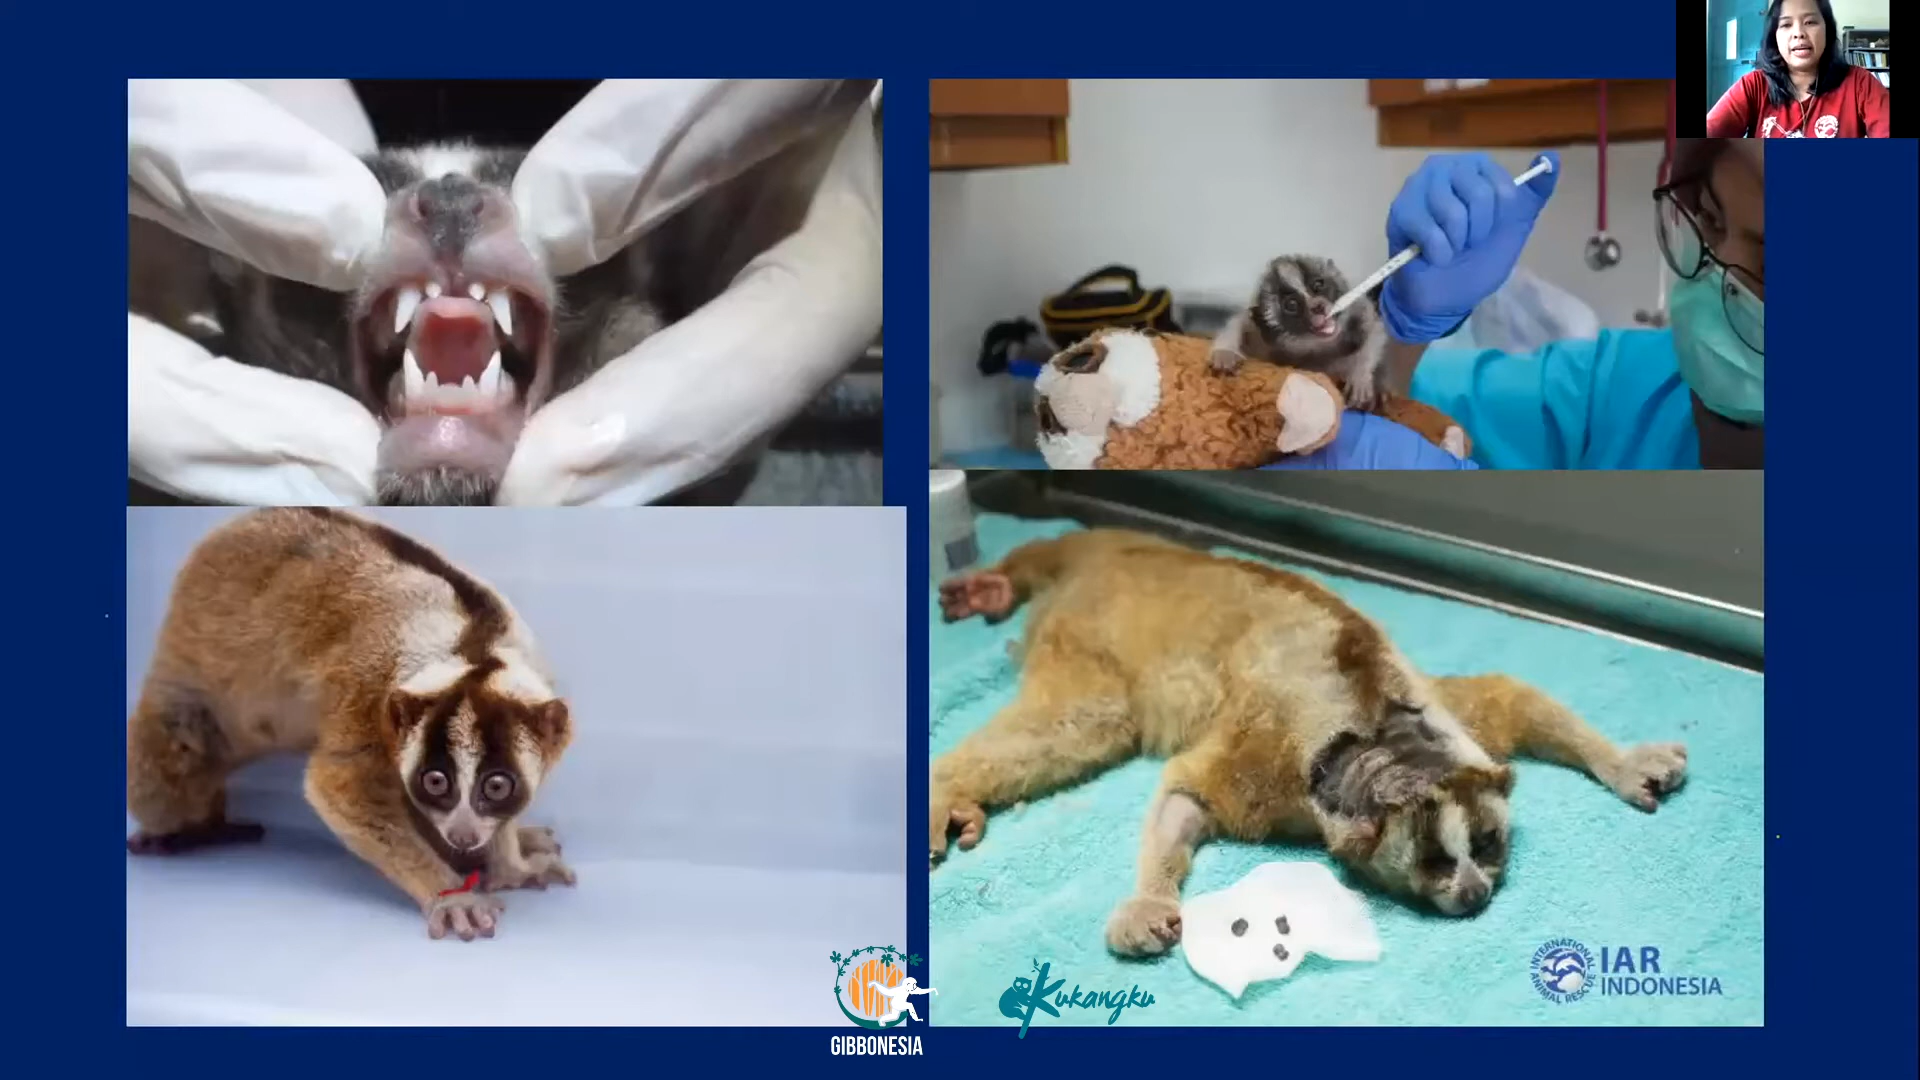 GIBBONESIA
Kukangku
INTERNATIONAL
ANIMAL RESCUE
IAR
INDONESIA